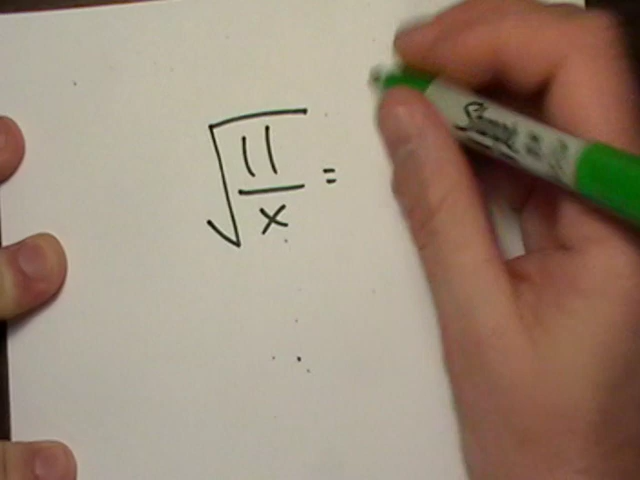 √(11/x) =
Sharpie